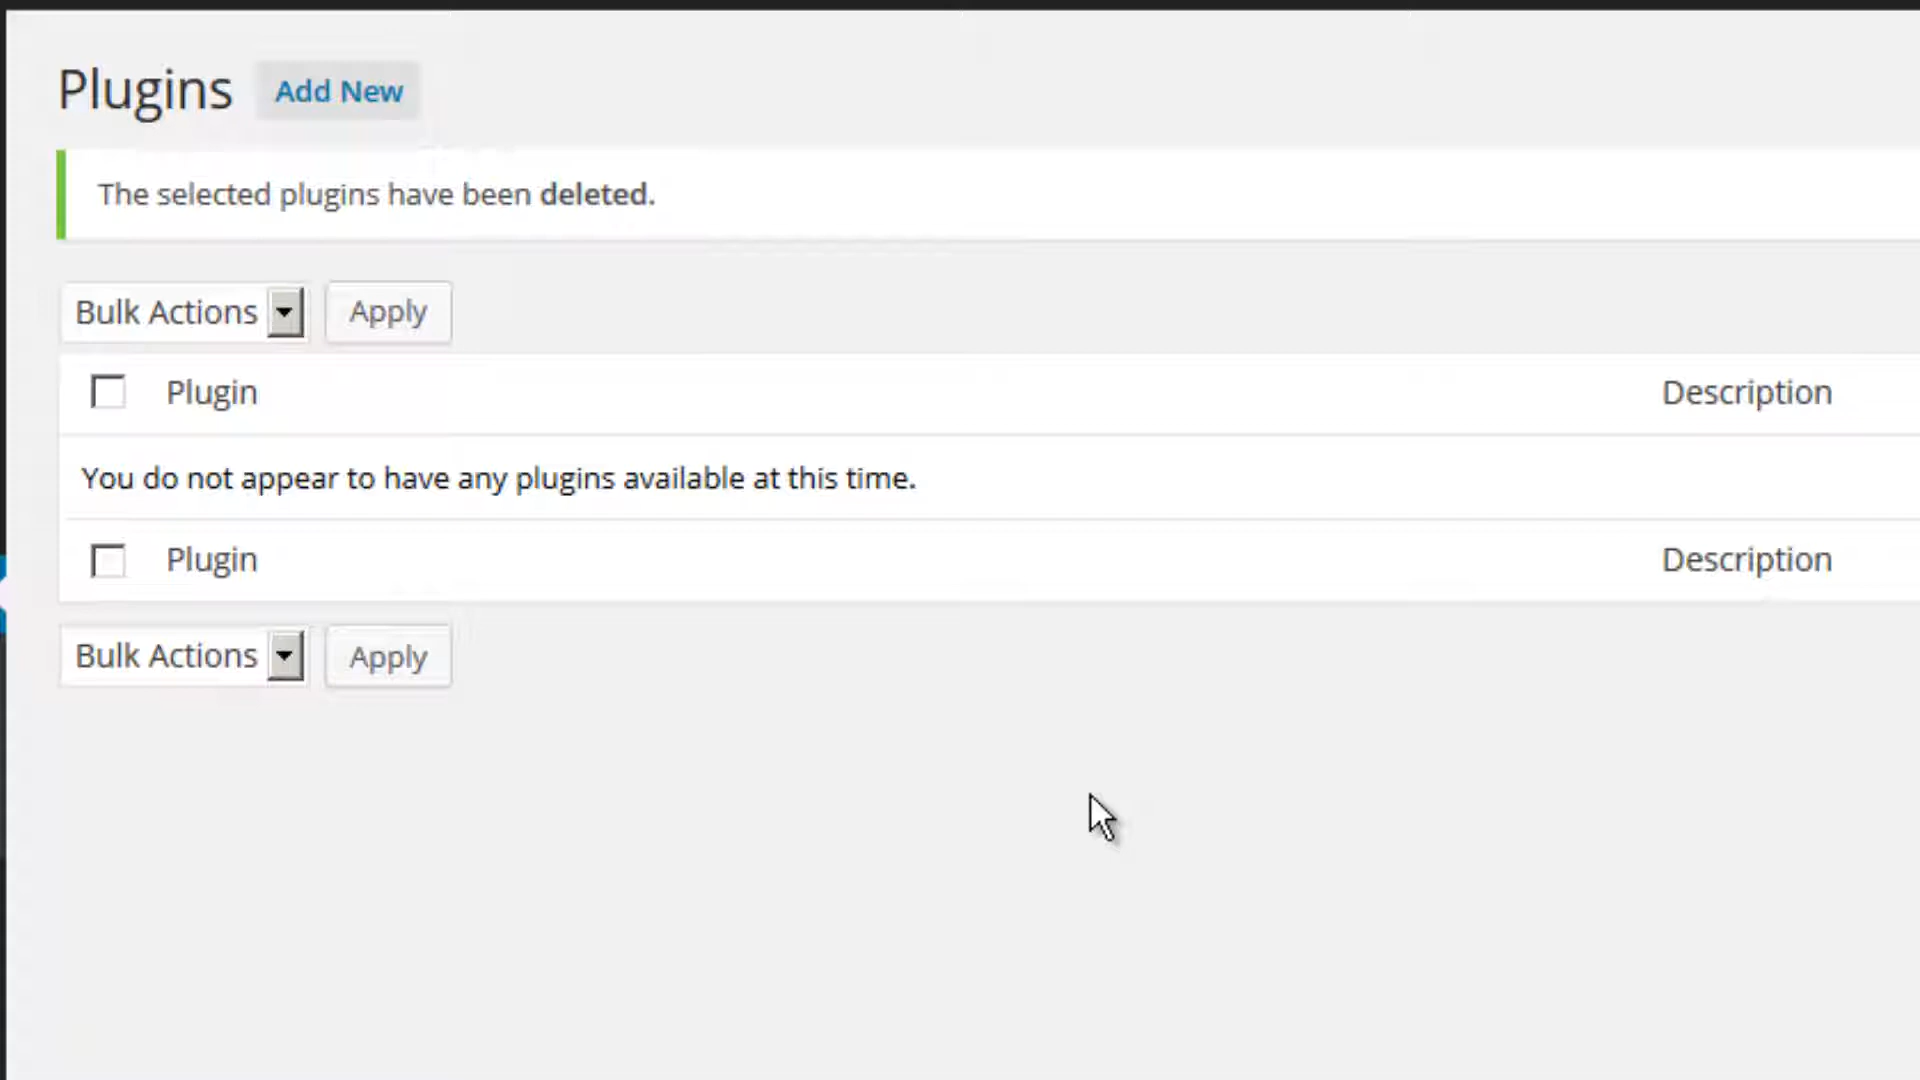 Plugins Add New
The selected plugins have been deleted.
Bulk Actions Apply
Plugin Description
You do not appear to have any plugins available at this time.
Plugin Description
Bulk Actions Apply